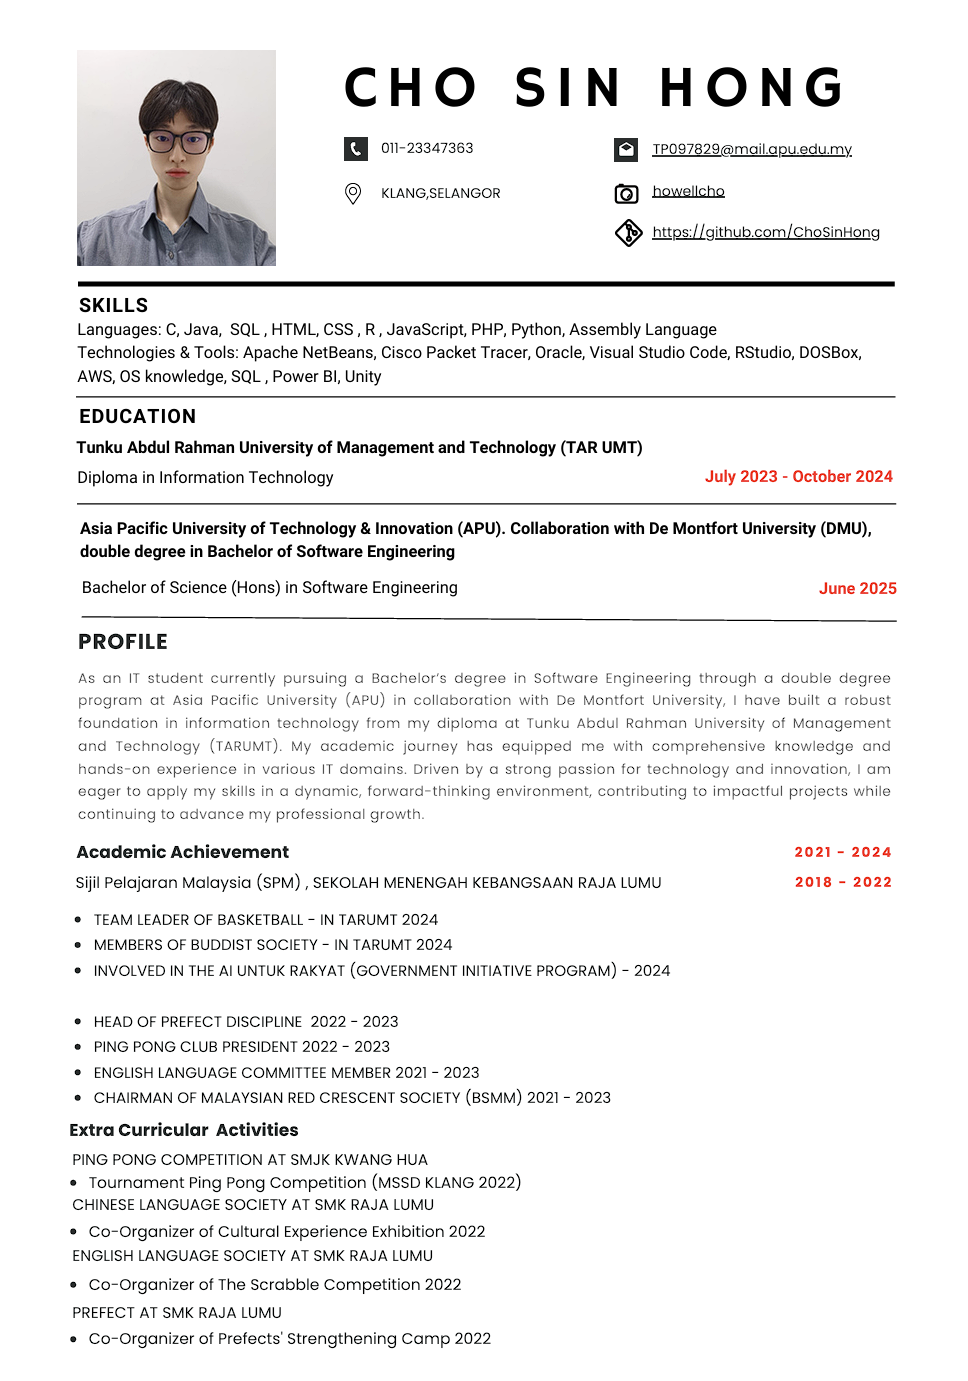 CHO SIN HONG
011-23347363
TP097829@mail.apu.edu.my
KLANG,SELANGOR
howellcho
https://github.com/ChoSinHong
SKILLS
Languages: C, Java,  SQL , HTML, CSS , R , JavaScript, PHP, Python, Assembly Language
Technologies & Tools: Apache NetBeans, Cisco Packet Tracer, Oracle, Visual Studio Code, RStudio, DOSBox,
AWS, OS knowledge, SQL , Power BI, Unity
EDUCATION
Tunku Abdul Rahman University of Management and Technology (TAR UMT)
Diploma in Information Technology
July 2023 - October 2024
Asia Pacific University of Technology & Innovation (APU). Collaboration with De Montfort University (DMU),
double degree in Bachelor of Software Engineering
Bachelor of Science (Hons) in Software Engineering
June 2025
PROFILE
As an IT student currently pursuing a Bachelor's degree in Software Engineering through a double degree
program at Asia Pacific University (APU) in collaboration with De Montfort University, I have built a robust
foundation in information technology from my diploma at Tunku Abdul Rahman University of Management
and Technology (TARUMT). My academic journey has equipped me with comprehensive knowledge and
hands-on experience in various IT domains. Driven by a strong passion for technology and innovation, I am
eager to apply my skills in a dynamic, forward-thinking environment, contributing to impactful projects while
continuing to advance my professional growth.
Academic Achievement
2021 - 2024
Sijil Pelajaran Malaysia (SPM) , SEKOLAH MENENGAH KEBANGSAAN RAJA LUMU
2018 - 2022
• TEAM LEADER OF BASKETBALL - IN TARUMT 2024
• MEMBERS OF BUDDIST SOCIETY - IN TARUMT 2024
• INVOLVED IN THE AI UNTUK RAKYAT (GOVERNMENT INITIATIVE PROGRAM) - 2024
• HEAD OF PREFECT DISCIPLINE  2022 - 2023
• PING PONG CLUB PRESIDENT 2022 - 2023
• ENGLISH LANGUAGE COMMITTEE MEMBER 2021 - 2023
• CHAIRMAN OF MALAYSIAN RED CRESCENT SOCIETY (BSMM) 2021 - 2023
Extra Curricular  Activities
PING PONG COMPETITION AT SMJK KWANG HUA
• Tournament Ping Pong Competition (MSSD KLANG 2022)
CHINESE LANGUAGE SOCIETY AT SMK RAJA LUMU
• Co-Organizer of Cultural Experience Exhibition 2022
ENGLISH LANGUAGE SOCIETY AT SMK RAJA LUMU
• Co-Organizer of The Scrabble Competition 2022
PREFECT AT SMK RAJA LUMU
• Co-Organizer of Prefects' Strengthening Camp 2022